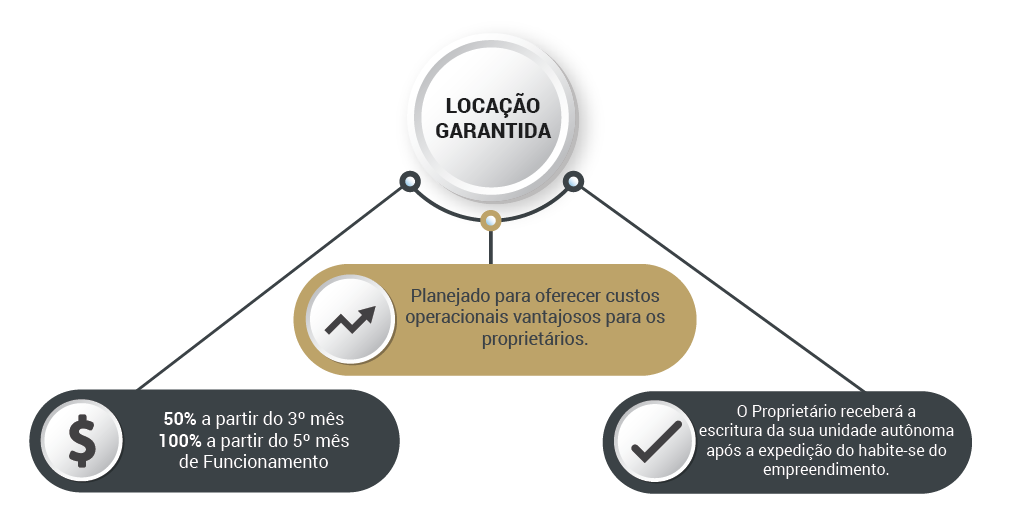 LOCAÇÃO
GARANTIDA
Planejado para oferecer custos
operacionais vantajosos para os
proprietários.
50% a partir do 3º mês
100% a partir do 5º mês
de Funcionamento
O Proprietário receberá a
escritura da sua unidade autônoma
após a expedição do habite-se do
empreendimento.